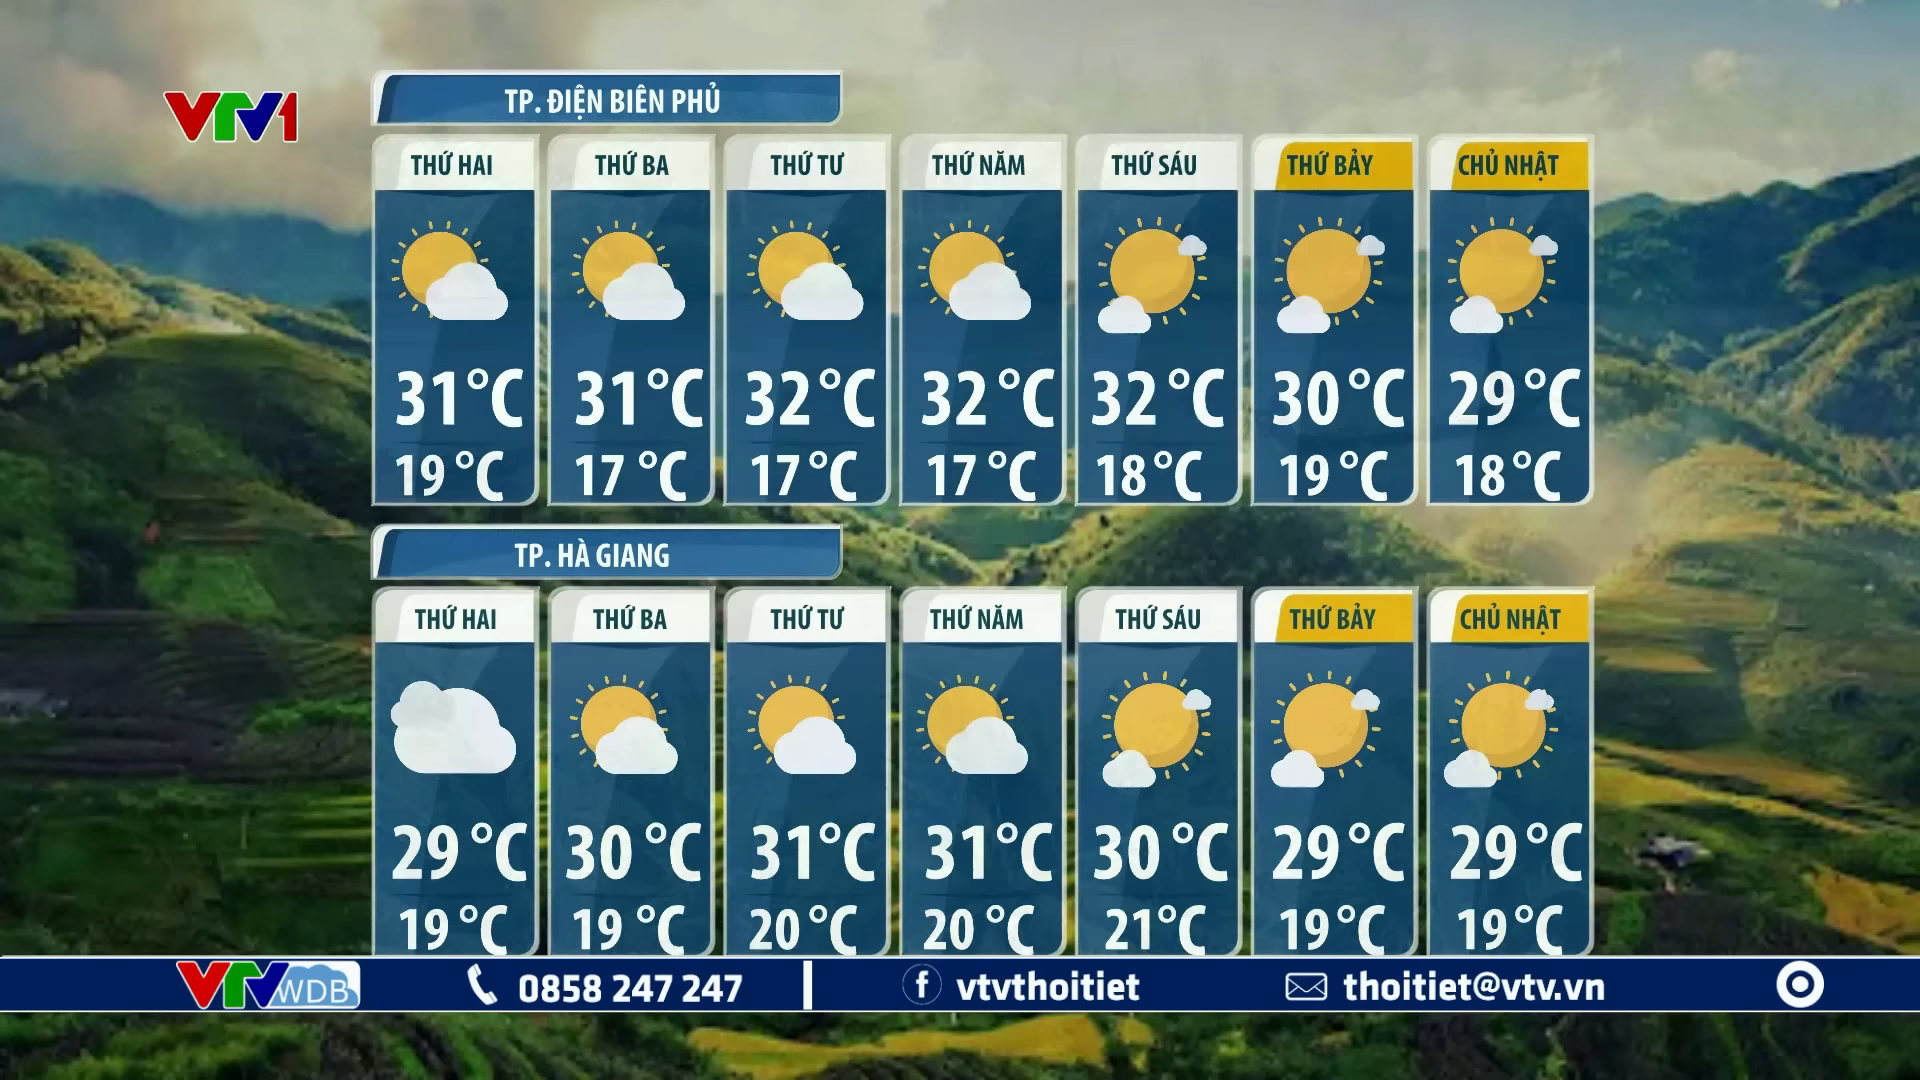 VTV1
TP. ĐIỆN BIÊN PHỦ
THỨ HAI THỨ BA THỨ TƯ THỨ NĂM THỨ SÁU THỨ BẢY CHỦ NHẬT
31°C 31°C 32°C 32°C 32°C 30°C 29°C
19°C 17°C 17°C 17°C 18°C 19°C 18°C
TP. HÀ GIANG
THỨ HAI THỨ BA THỨ TƯ THỨ NĂM THỨ SÁU THỨ BẢY CHỦ NHẬT
29°C 30°C 31°C 31°C 30°C 29°C 29°C
19°C 19°C 20°C 20°C 21°C 19°C 19°C
VTV WDB 0858 247 247 vtvthoitiet thoitiet@vtv.vn